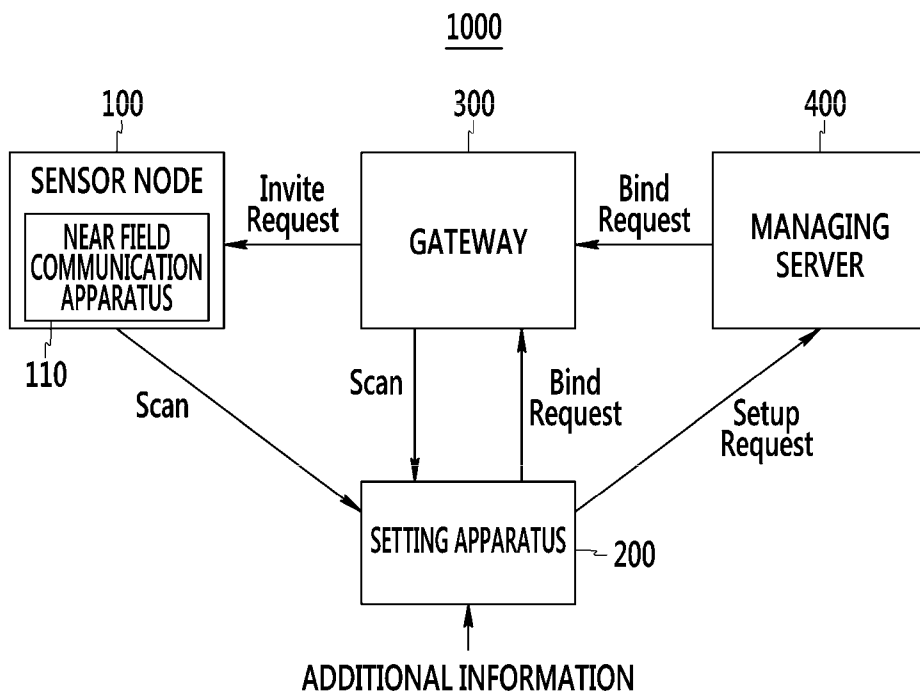 1000
100
300
400
SENSOR NODE
NEAR FIELD
COMMUNICATION
APPARATUS
110
Invite
Request
GATEWAY
Bind
Request
MANAGING
SERVER
Scan
Scan
Bind
Request
Setup
Request
SETTING APPARATUS
200
ADDITIONAL INFORMATION